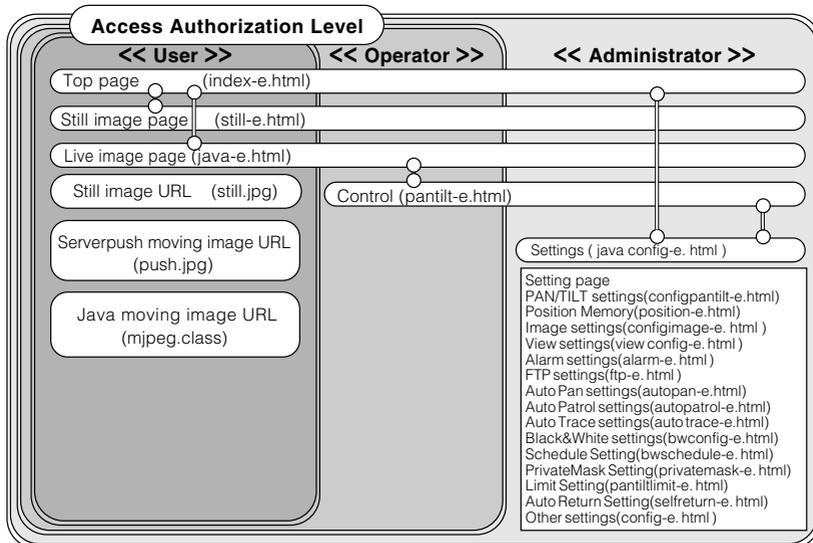 Access Authorization Level
<< User >>
<< Operator >>
<< Administrator >>
Top page (index-e.html)
Still image page (still-e.html)
Live image page (java-e.html)
Still image URL (still.jpg)
Control (pantilt-e.html)
Serverpush moving image URL
(push.jpg)
Settings ( java config-e. html )
Java moving image URL
(mjpeg.class)
Setting page
PAN/TILT settings(configpantilt-e.html)
Position Memory(position-e.html)
Image settings(configimage-e. html )
View settings(view config-e. html )
Alarm settings(alarm-e. html )
FTP settings(ftp-e. html )
Auto Pan settings(autopan-e.html)
Auto Patrol settings(autopatrol-e.html)
Auto Trace settings(auto trace-e.html)
Black&White settings(bwconfig-e.html)
Schedule Setting(bwschedule-e. html)
PrivateMask Setting(privatemask-e. html)
Limit Setting(pantiltlimit-e. html)
Auto Return Setting(selfreturn-e. html)
Other settings(config-e. html )